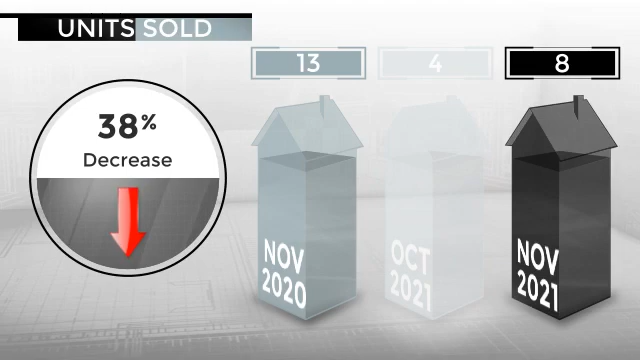 UNITS SOLD
38%
Decrease
13
4
8
NOV
2020
OCT
2021
NOV
2021